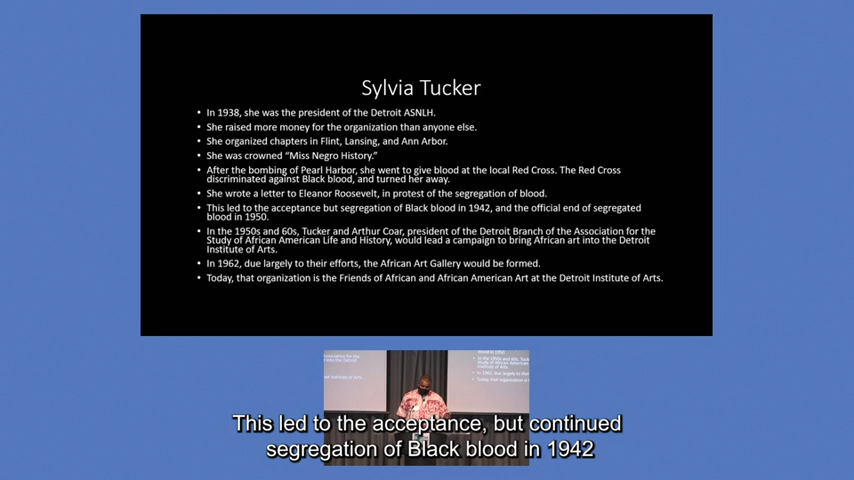 Sylvia Tucker
• In 1938, she was the president of the Detroit ASNLH.
• She raised more money for the organization than anyone else.
• She organized chapters in Flint, Lansing, and Ann Arbor.
• She was crowned “Miss Negro History.”
• After the bombing of Pearl Harbor, she went to give blood at the local Red Cross. The Red Cross
discriminated against Black blood, and turned her away.
• She wrote a letter to Eleanor Roosevelt, in protest of the segregation of blood.
• This led to the acceptance but segregation of Black blood in 1942, and the official end of segregated
blood in 1950.
• In the 1950s and 60s, Tucker and Arthur Coar, president of the Detroit Branch of the Association for the
Study of African American Life and History, would lead a campaign to bring African art into the Detroit
Institute of Arts.
• In 1962, due largely to their efforts, the African Art Gallery would be formed.
• Today, that organization is the Friends of African and African American Art at the Detroit Institute of Arts.
This led to the acceptance, but continued
segregation of Black blood in 1942